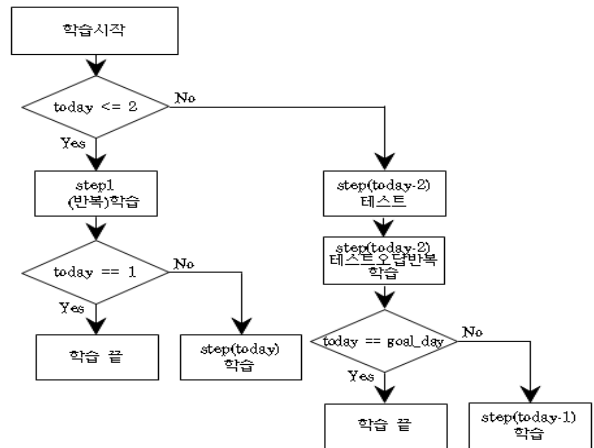 학습시작
today <= 2
No
Yes
step1
(반복)학습
step(today-2)
테스트
today == 1
No
Yes
step(today-2)
테스트오답반복
학습
학습 끝
step(today)
학습
today == goal_day
No
Yes
학습 끝
step(today-1)
학습